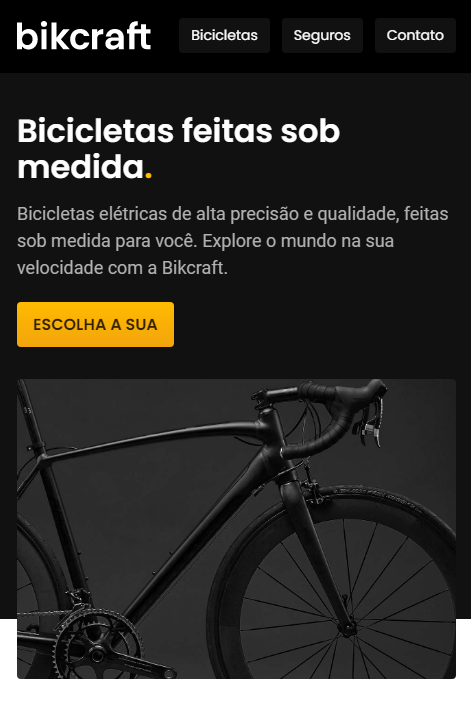 bikcraft
Bicicletas
Seguros
Contato
Bicicletas feitas sob
medida.
Bicicletas elétricas de alta precisão e qualidade, feitas
sob medida para você. Explore o mundo na sua
velocidade com a Bikcraft.
ESCOLHA A SUA